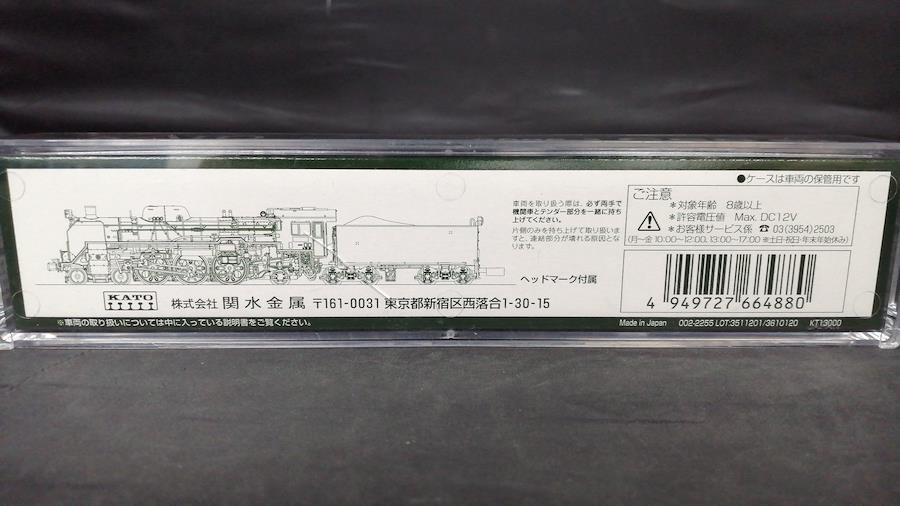 ●ケースは車両の保管用です
車両を取り扱う際は、必ず両手で
機関車とテンダー部分を一緒に持ち
上げてください。
片側のみを持ち上げて取り扱いま
すと、連結部分が壊れる原因とな
ります。
ヘッドマーク付属
ご注意
*対象年齢 8歳以上
*許容電圧値 Max. DC12V
*お客様サービス係 ☎03(3954)2503
(月〜金 10:00〜12:00, 13:00〜17:00 ※土日・祝日・年末年始休み)
4 949727 664880
KATO
株式会社 関水金属 〒161-0031 東京都新宿区西落合1-30-15
※車両の取り扱いについては中に入っている説明書をご覧ください。
Made in Japan 002-2255 LOT:3511201/3610120 KT13000